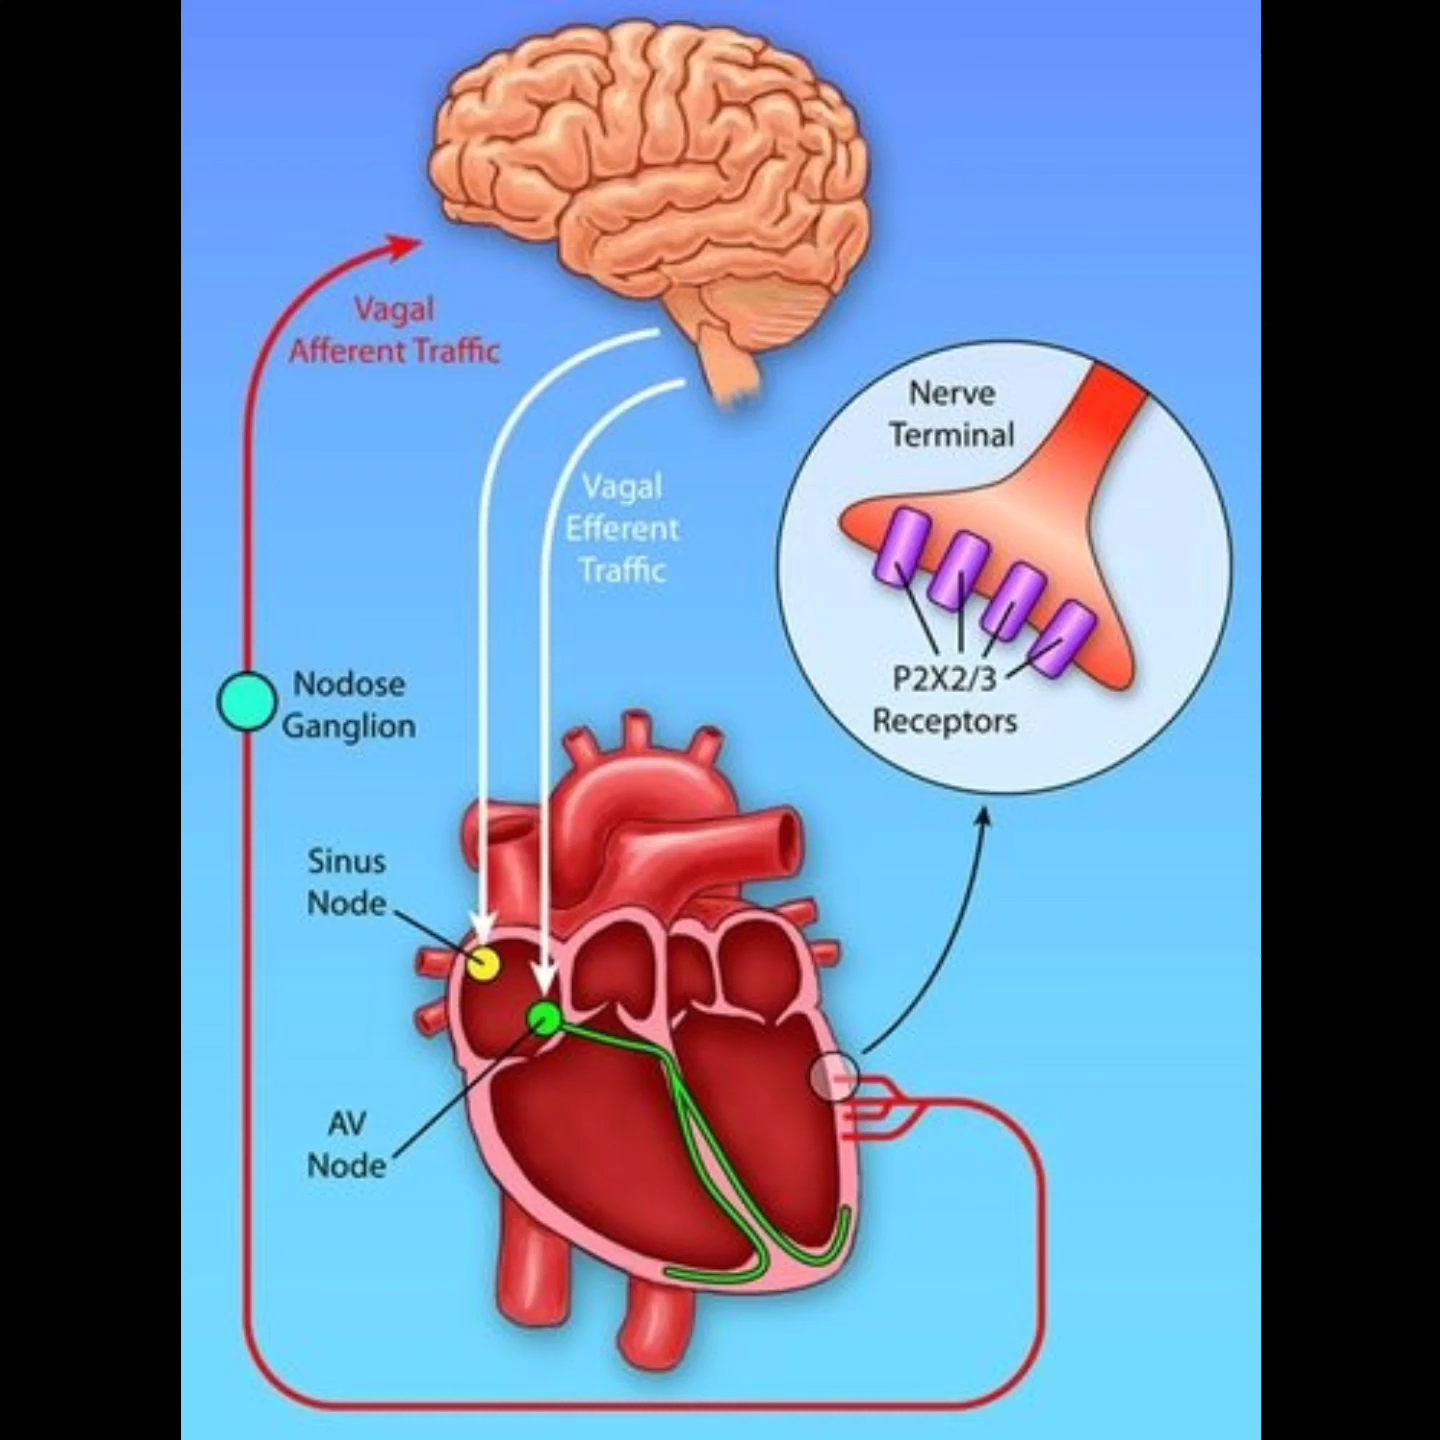 Vagal
Afferent Traffic
Nerve
Terminal
Vagal
Efferent
Traffic
P2X2/3
Receptors
Nodose
Ganglion
Sinus
Node
AV
Node